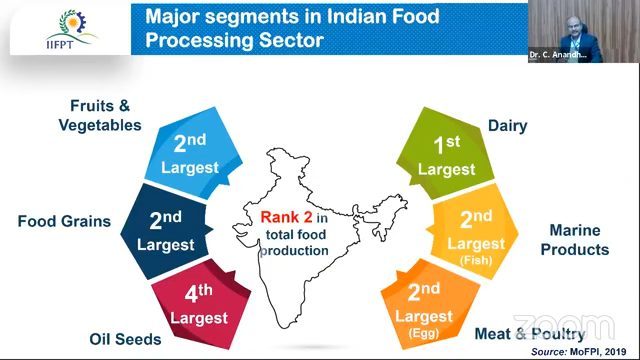 IIFPT
Major segments in Indian Food
Processing Sector
Dr. C. Anandh...
Fruits &
Vegetables
2nd
Largest
Food Grains
2nd
Largest
Oil Seeds
4th
Largest
Rank 2 in
total food
production
Dairy
1st
Largest
Marine
Products
2nd
Largest
(Fish)
Meat & Poultry
2nd
Largest
(Egg)
zoom
Source: MoFPI, 2019